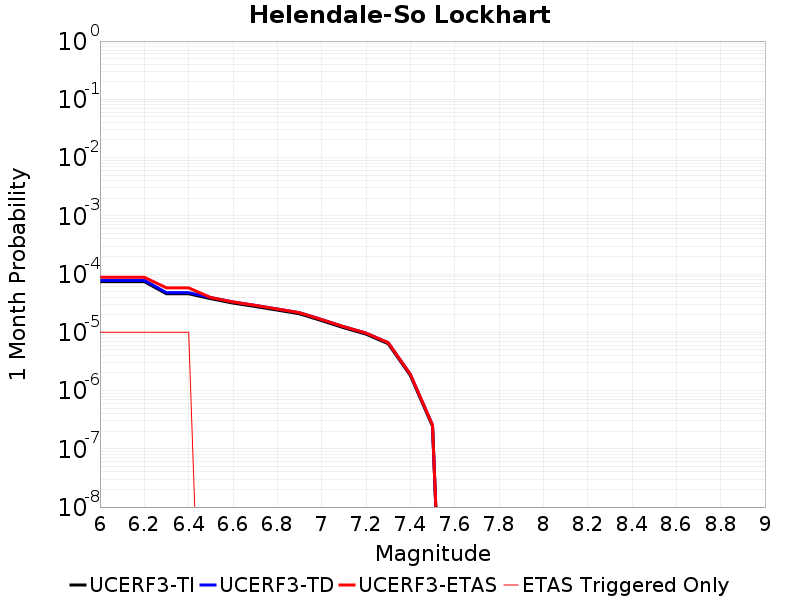 Helendale-So Lockhart
1 Month Probability
10^0
10^-1
10^-2
10^-3
10^-4
10^-5
10^-6
10^-7
10^-8
6 6.2 6.4 6.6 6.8 7 7.2 7.4 7.6 7.8 8 8.2 8.4 8.6 8.8 9
Magnitude
UCERF3-TI UCERF3-TD UCERF3-ETAS ETAS Triggered Only